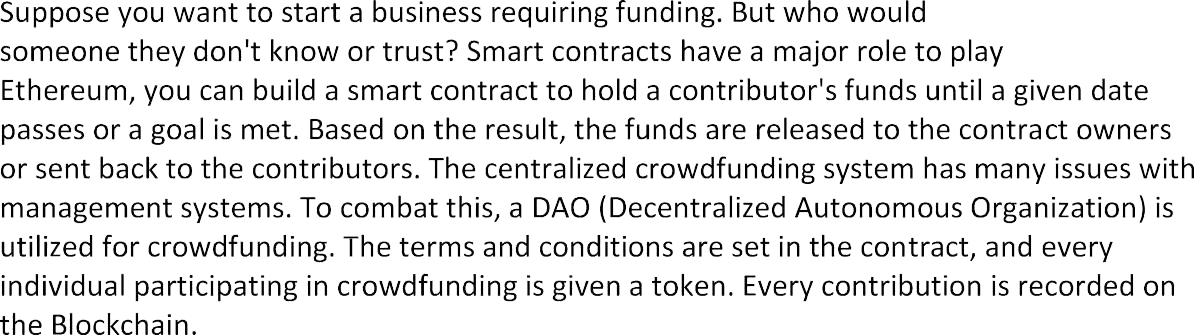 Suppose you want to start a business requiring funding. But who would
someone they don't know or trust? Smart contracts have a major role to play
Ethereum, you can build a smart contract to hold a contributor's funds until a given date
passes or a goal is met. Based on the result, the funds are released to the contract owners
or sent back to the contributors. The centralized crowdfunding system has many issues with
management systems. To combat this, a DAO (Decentralized Autonomous Organization) is
utilized for crowdfunding. The terms and conditions are set in the contract, and every
individual participating in crowdfunding is given a token. Every contribution is recorded on
the Blockchain.